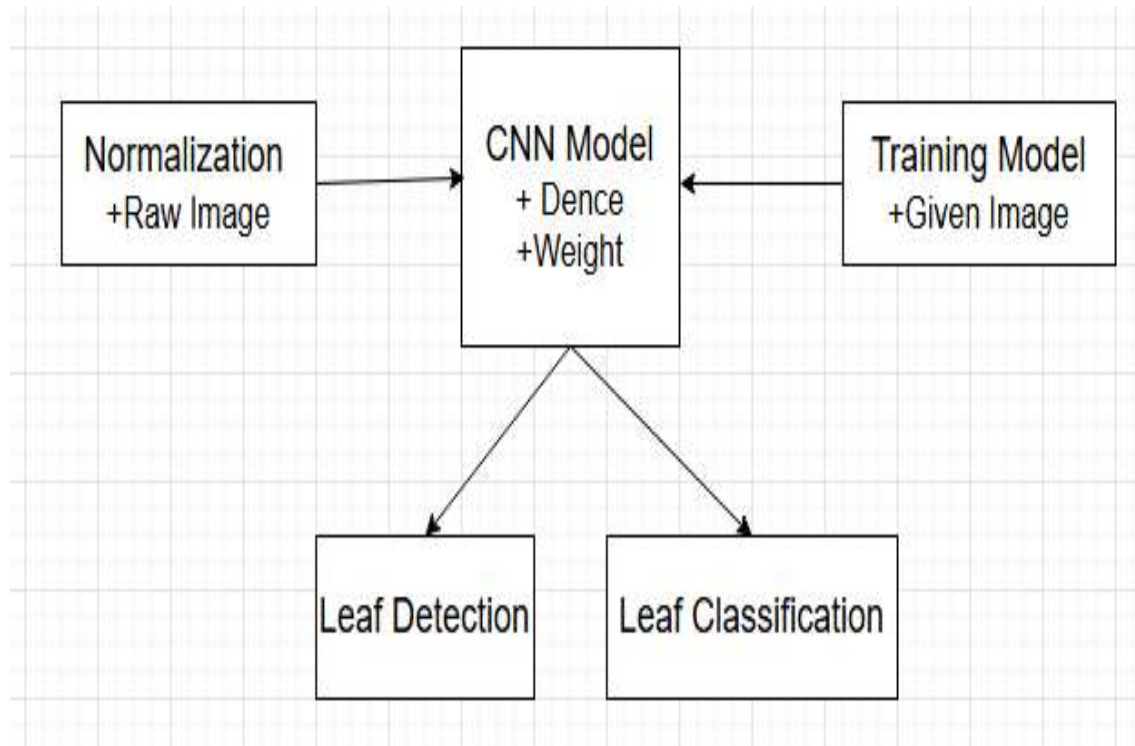 Normalization
+Raw Image
CNN Model
+ Dence
+Weight
Training Model
+Given Image
Leaf Detection
Leaf Classification